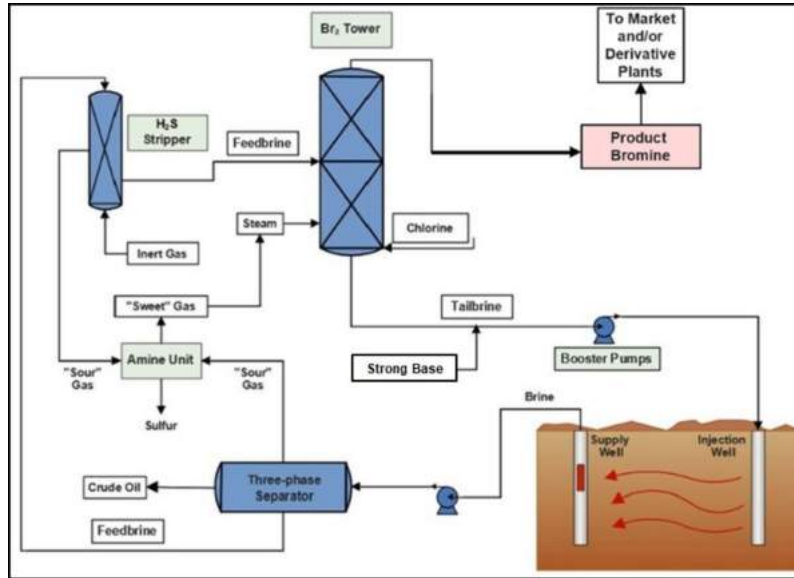 Br₂ Tower
To Market
and/or
Derivative
Plants
H₂S
Stripper
Feedbrine
Product
Bromine
Steam
Chlorine
Inert Gas
"Sweet" Gas
Tailbrine
Amine Unit
"Sour"
Gas
"Sour"
Gas
Strong Base
Booster Pumps
Sulfur
Brine
Supply
Well
Injection
Well
Crude Oil
Three-phase
Separator
Feedbrine